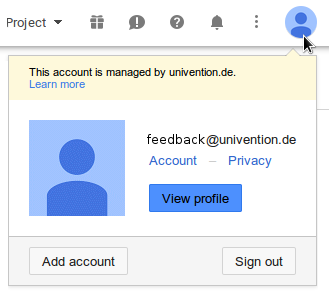 Project
This account is managed by univention.de.
Learn more
feedback@univention.de
Account – Privacy
View profile
Add account
Sign out